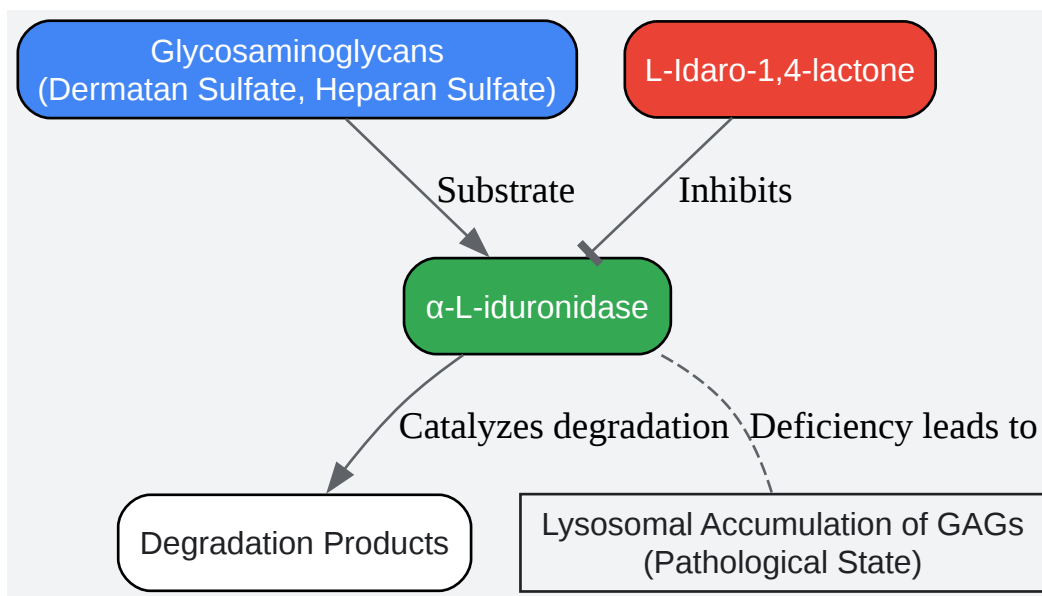 Glycosaminoglycans
(Dermatan Sulfate, Heparan Sulfate)
L-Idaro-1,4-lactone
Substrate
Inhibits
α-L-iduronidase
Catalyzes degradation
Deficiency leads to
Degradation Products
Lysosomal Accumulation of GAGs
(Pathological State)